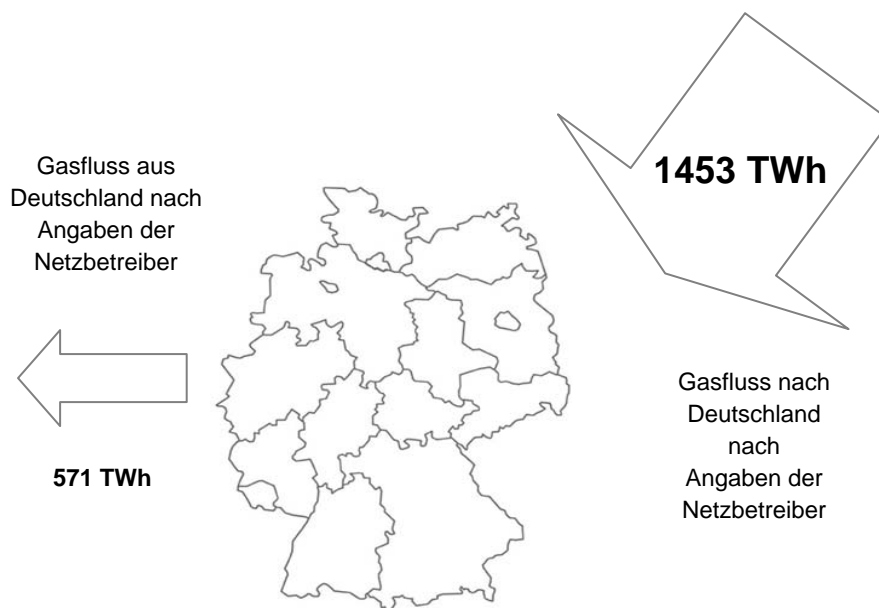 Gasfluss aus
Deutschland nach
Angaben der
Netzbetreiber
571 TWh
1453 TWh
Gasfluss nach
Deutschland
nach
Angaben der
Netzbetreiber